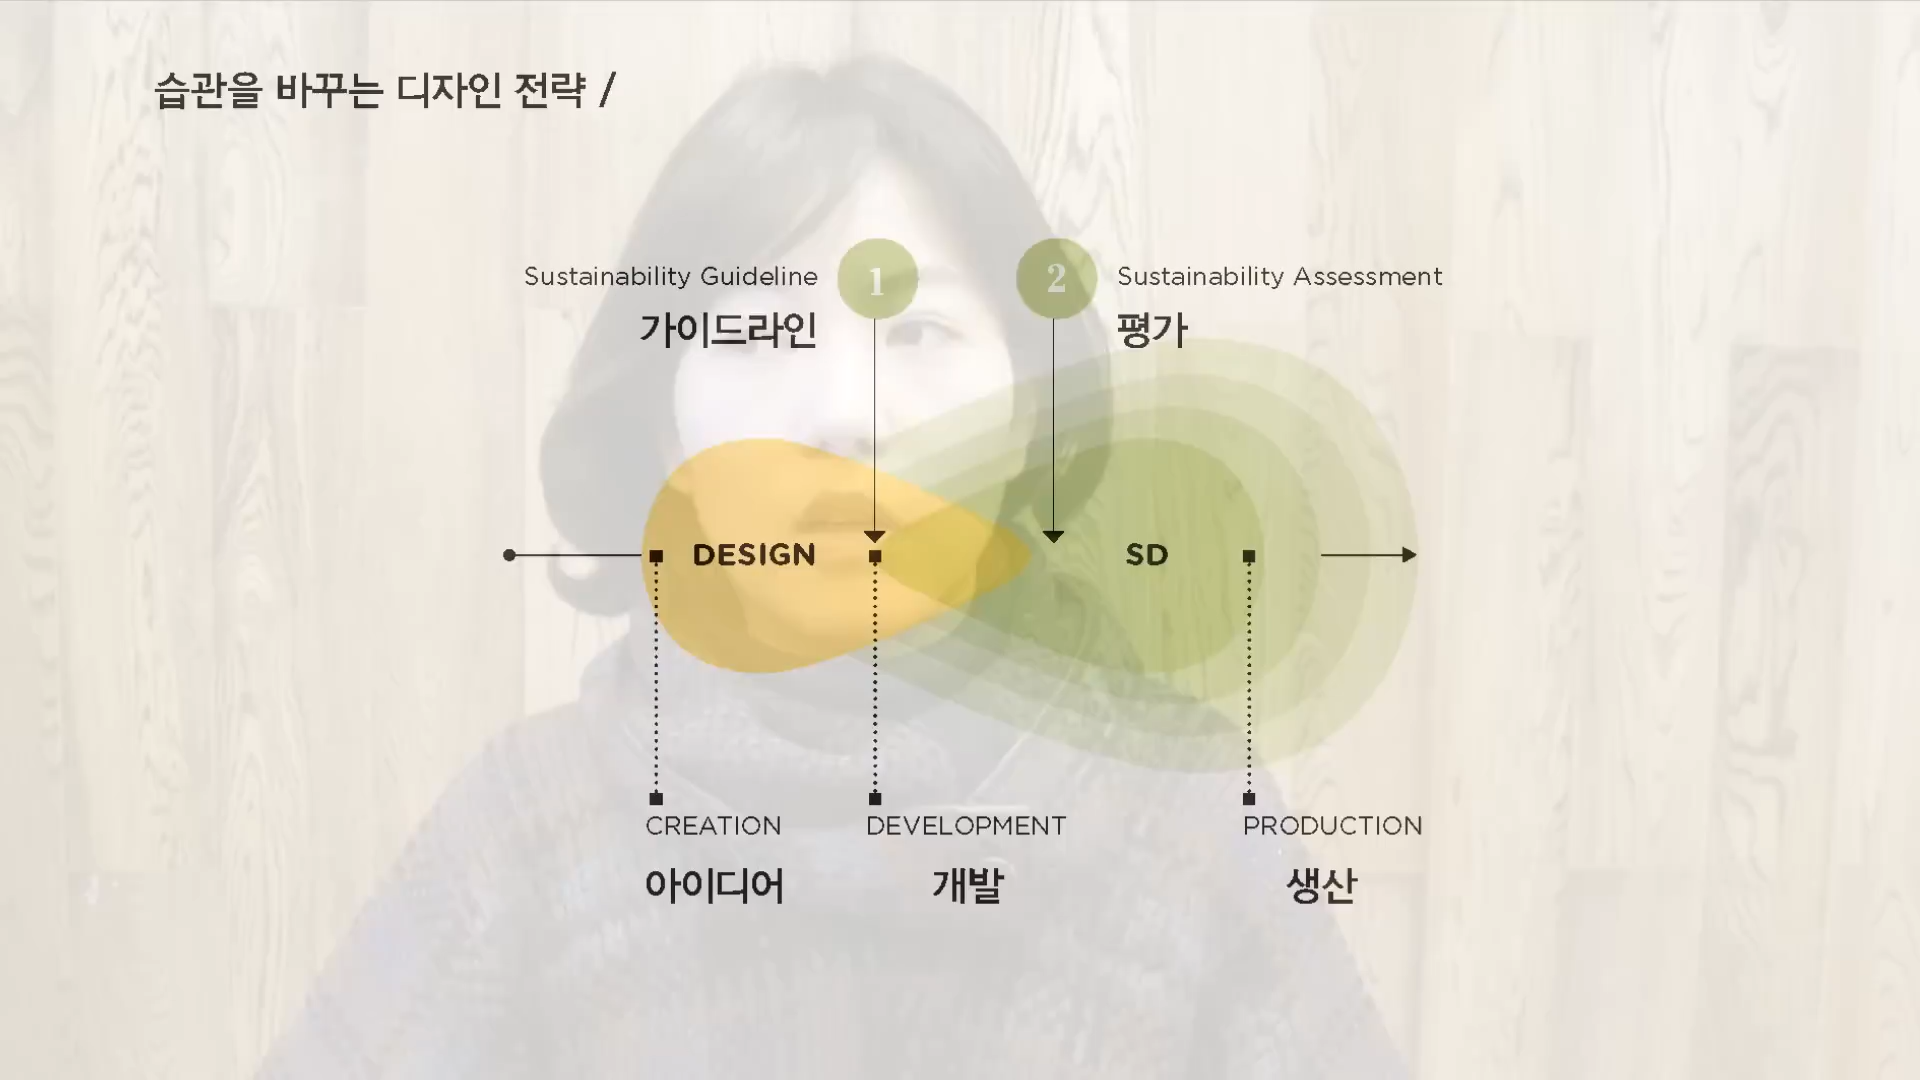 습관을 바꾸는 디자인 전략 /
Sustainability Guideline
가이드라인
1
2
Sustainability Assessment
평가
DESIGN
SD
CREATION
아이디어
DEVELOPMENT
개발
PRODUCTION
생산